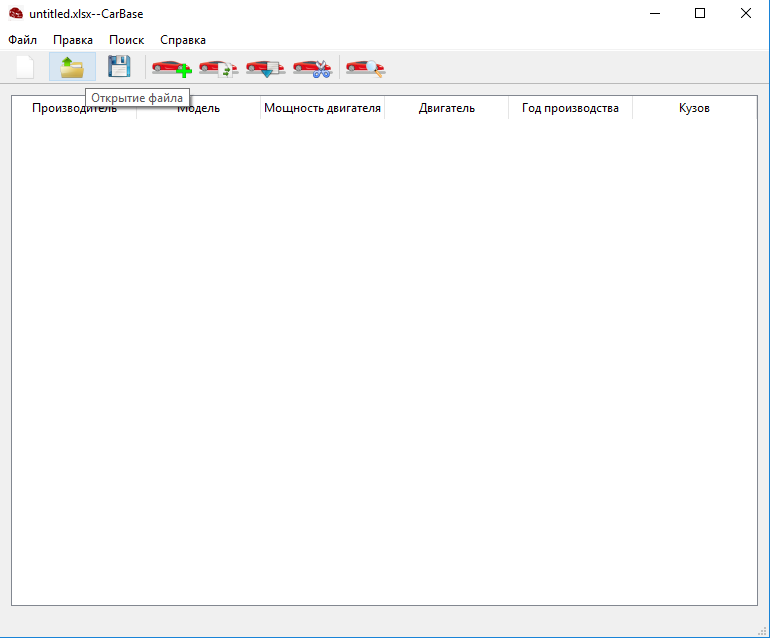 untitled.xlsx--CarBase
Файл Правка Поиск Справка
Открытие файла
Производитель Модель Мощность двигателя Двигатель Год производства Кузов